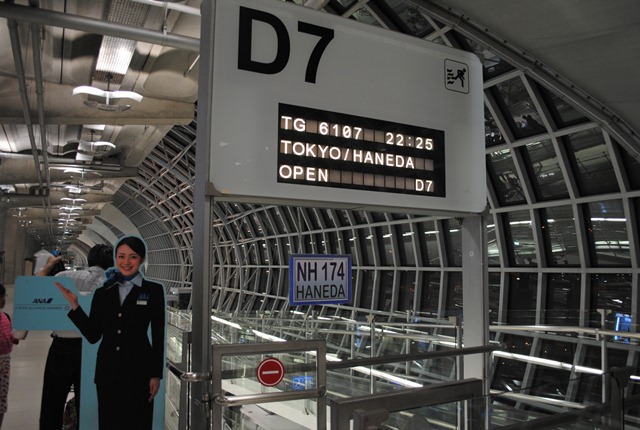 D7
TG 6107 22:25
TOKYO/HANEDA
OPEN D7
NH 174
HANEDA
ANA